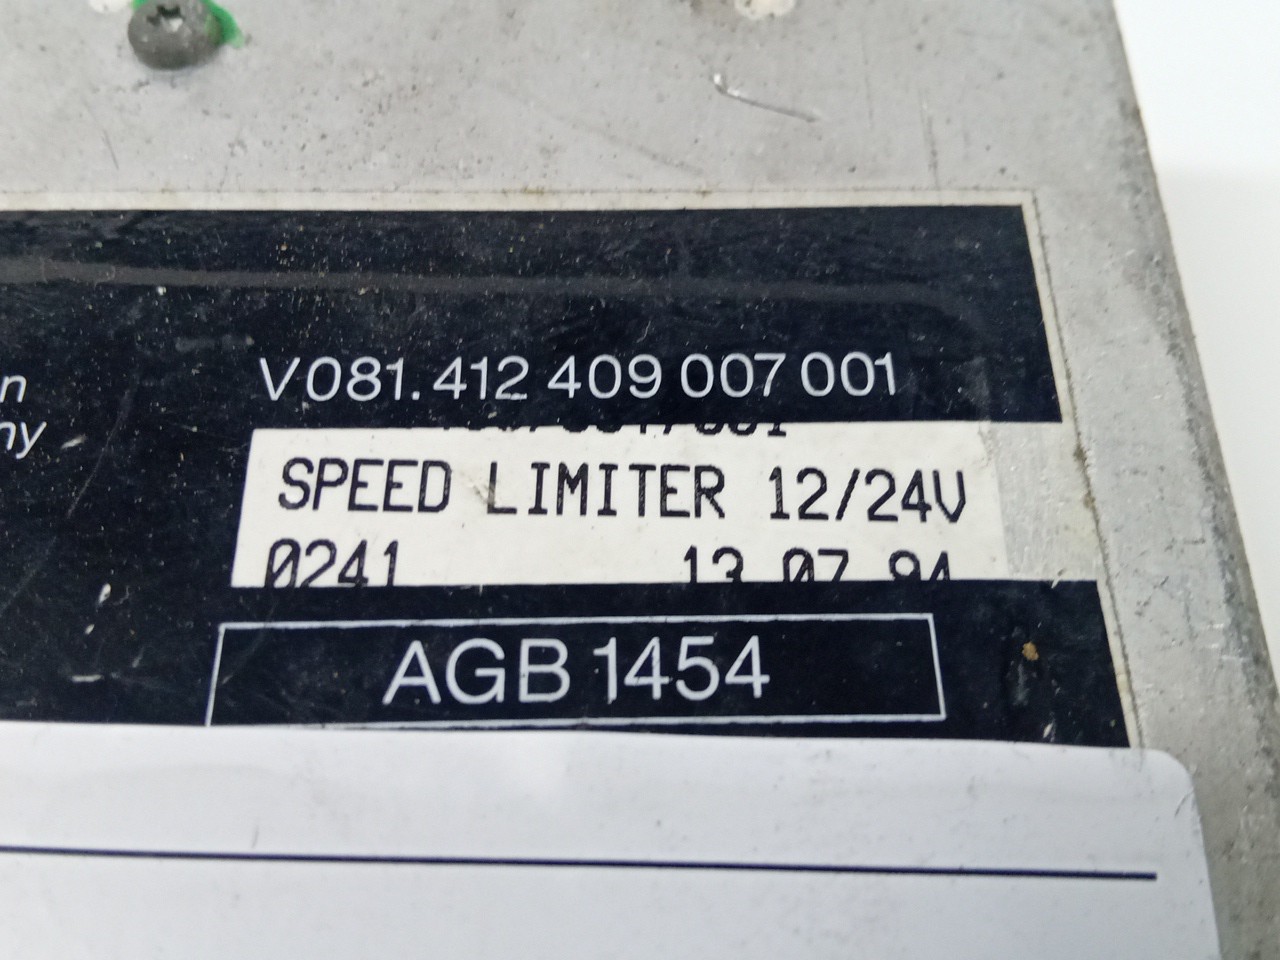 V081.412 409 007 001
SPEED LIMITER 12/24V
0241 13 07 94
AGB 1454